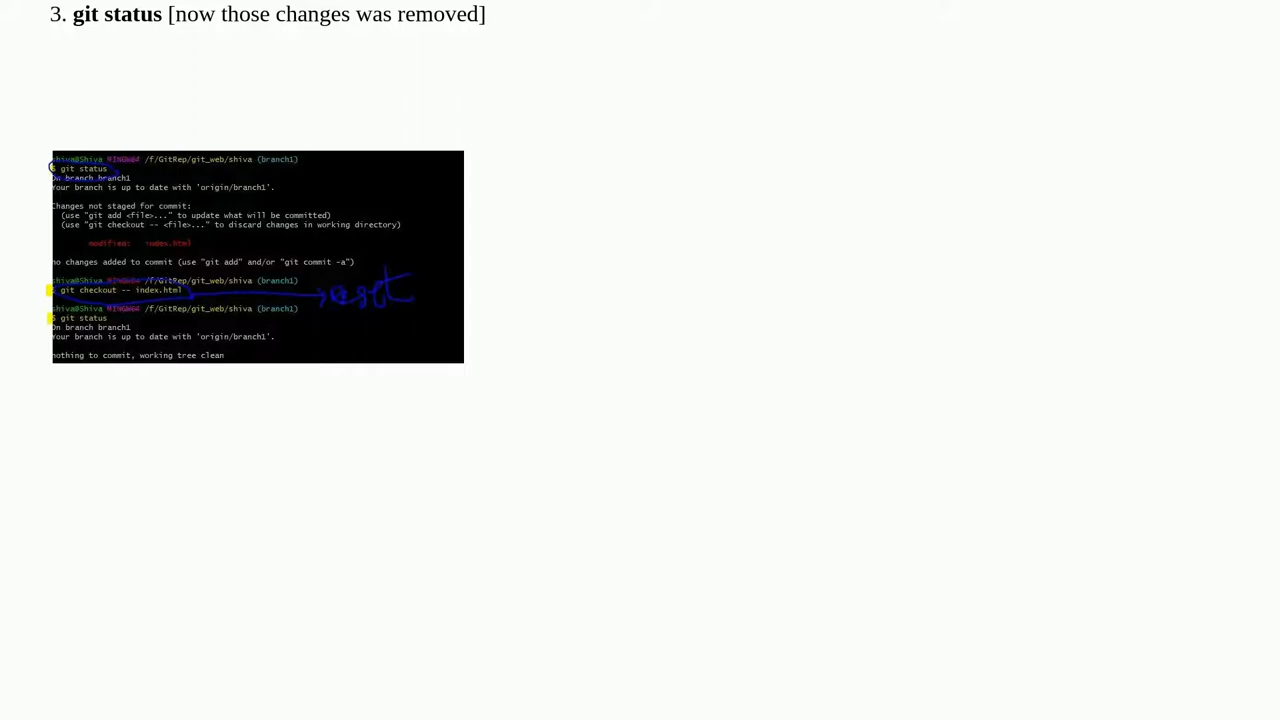 3. git status [now those changes was removed]
shiva@Shiva MINGW64 /f/GitRep/git_web/shiva (branch1)
$ git status
On branch branch1
Your branch is up to date with 'origin/branch1'.
Changes not staged for commit:
(use "git add <file>..." to update what will be committed)
(use "git checkout -- <file>..." to discard changes in working directory)
modified: index.html
no changes added to commit (use "git add" and/or "git commit -a")
shiva@Shiva MINGW64 /f/GitRep/git_web/shiva (branch1)
$ git checkout -- index.html
reset
shiva@Shiva MINGW64 /f/GitRep/git_web/shiva (branch1)
$ git status
On branch branch1
Your branch is up to date with 'origin/branch1'.
nothing to commit, working tree clean